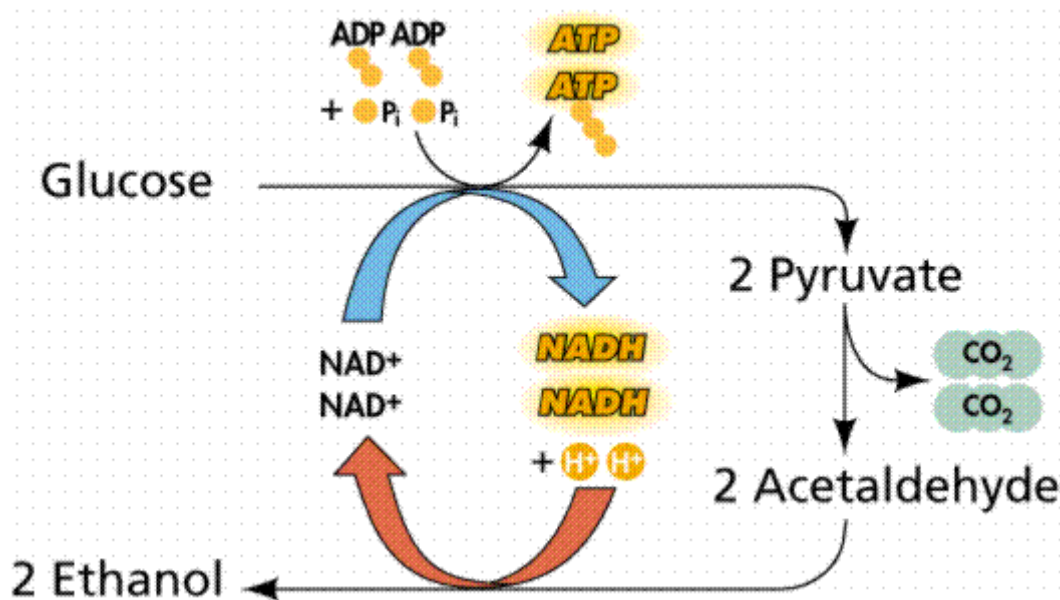 ADP ADP
+ Pi Pi
ATP
ATP
Glucose
2 Pyruvate
NAD+
NAD+
NADH
NADH
+ H+ H+
CO2
CO2
2 Acetaldehyde
2 Ethanol